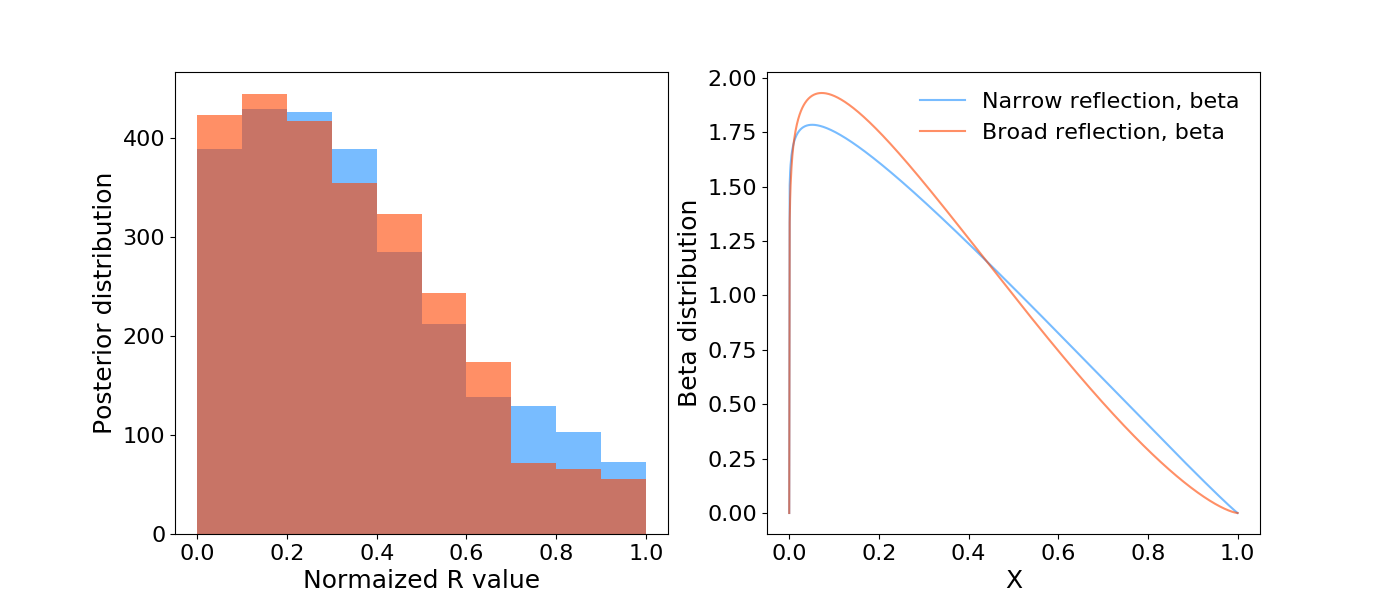 Posterior distribution
400
300
200
100
0
0.0 0.2 0.4 0.6 0.8 1.0
Normaized R value
Beta distribution
2.00
1.75
1.50
1.25
1.00
0.75
0.50
0.25
0.00
0.0 0.2 0.4 0.6 0.8 1.0
X
Narrow reflection, beta
Broad reflection, beta